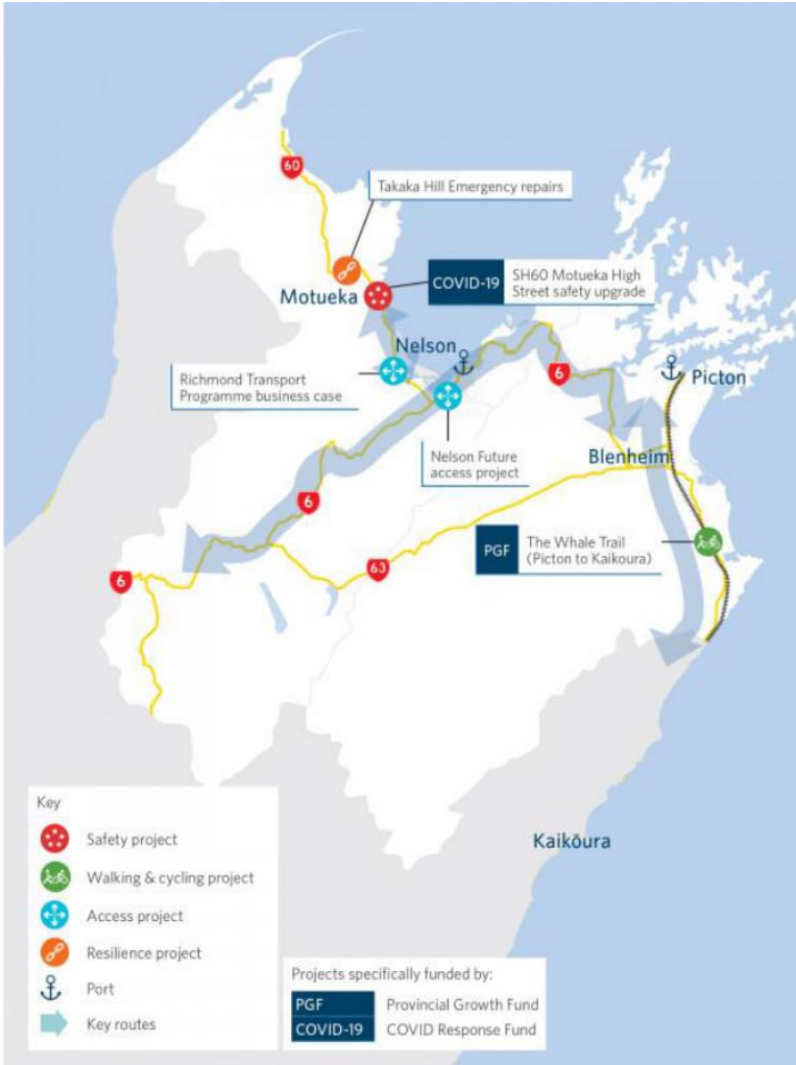 60
Takaka Hill Emergency repairs
COVID-19
SH60 Motueka High
Street safety upgrade
Motueka
Nelson
Richmond Transport
Programme business case
6
Picton
Nelson Future
access project
Blenheim
6
PGF
The Whale Trail
(Picton to Kaikoura)
63
6
Kaikōura
Key
Safety project
Walking & cycling project
Access project
Resilience project
Port
Key routes
Projects specifically funded by:
PGF Provincial Growth Fund
COVID-19 COVID Response Fund